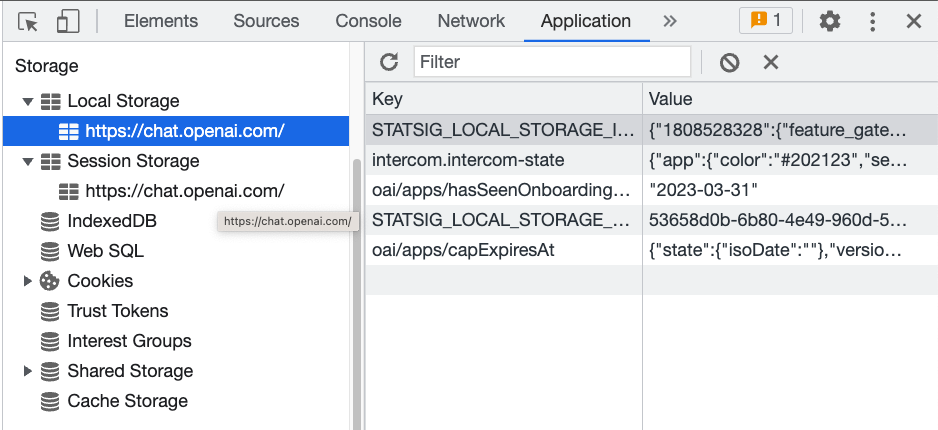 Elements Sources Console Network Application » 1
Storage
Filter
Local Storage
https://chat.openai.com/
Session Storage
https://chat.openai.com/
https://chat.openai.com/
IndexedDB
Web SQL
Cookies
Trust Tokens
Interest Groups
Shared Storage
Cache Storage
Key Value
STATSIG_LOCAL_STORAGE_I… {"1808528328":{"feature_gate…
intercom.intercom-state {"app":{"color":"#202123","se…
oai/apps/hasSeenOnboarding… "2023-03-31"
STATSIG_LOCAL_STORAGE_… 53658d0b-6b80-4e49-960d-5…
oai/apps/capExpiresAt {"state":{"isoDate":""},"versio…